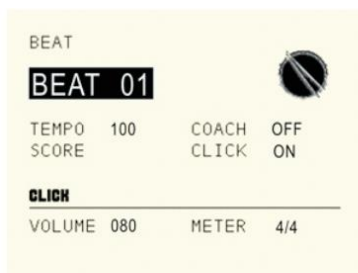 BEAT
BEAT 01
TEMPO 100 COACH OFF
SCORE CLICK ON
CLICK
VOLUME 080 METER 4/4